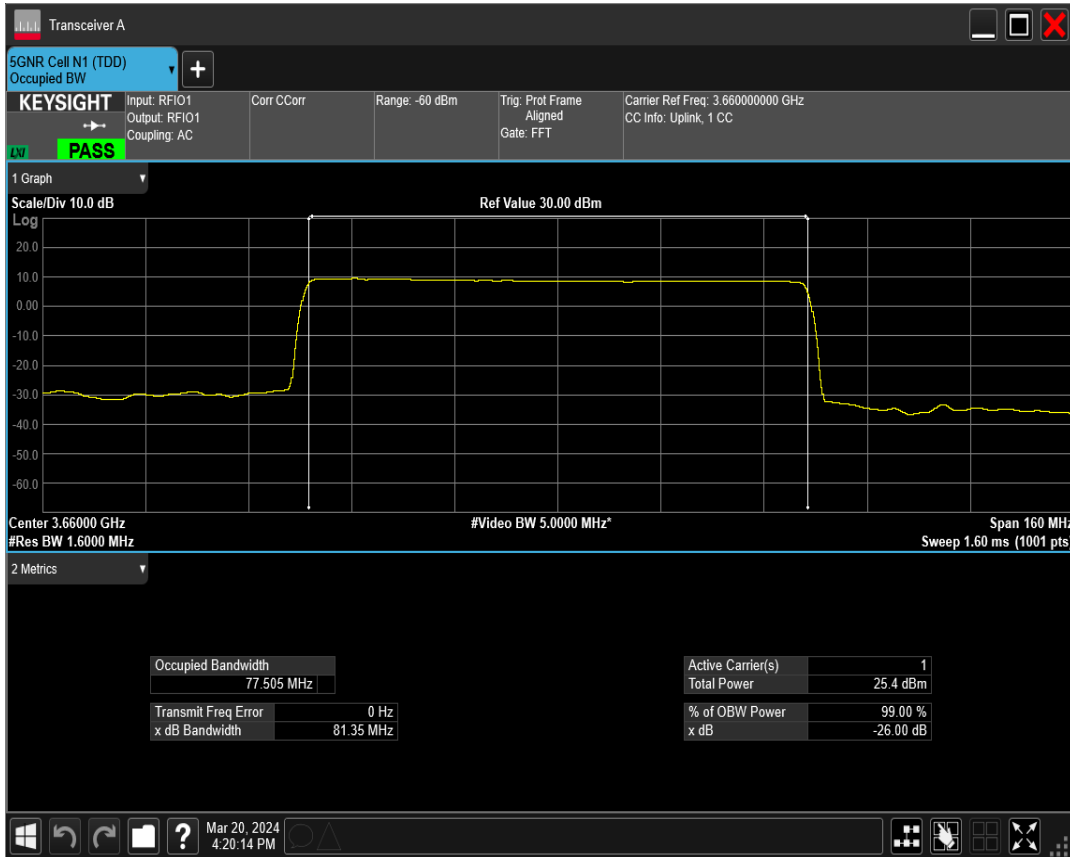 Transceiver A
5GNR Cell N1 (TDD)
Occupied BW
+
KEYSIGHT
LXI
PASS
Input: RFIO1
Output: RFIO1
Coupling: AC
Corr CCorr
Range: -60 dBm
Trig: Prot Frame
Aligned
Gate: FFT
Carrier Ref Freq: 3.660000000 GHz
CC Info: Uplink, 1 CC
1 Graph
Scale/Div 10.0 dB
Ref Value 30.00 dBm
Log
20.0
10.0
0.00
-10.0
-20.0
-30.0
-40.0
-50.0
-60.0
Center 3.66000 GHz
#Video BW 5.0000 MHz*
Span 160 MHz
#Res BW 1.6000 MHz
Sweep 1.60 ms (1001 pts)
2 Metrics
Occupied Bandwidth
77.505 MHz
Transmit Freq Error 0 Hz
x dB Bandwidth 81.35 MHz
Active Carrier(s) 1
Total Power 25.4 dBm
% of OBW Power 99.00 %
x dB -26.00 dB
?
Mar 20, 2024
4:20:14 PM